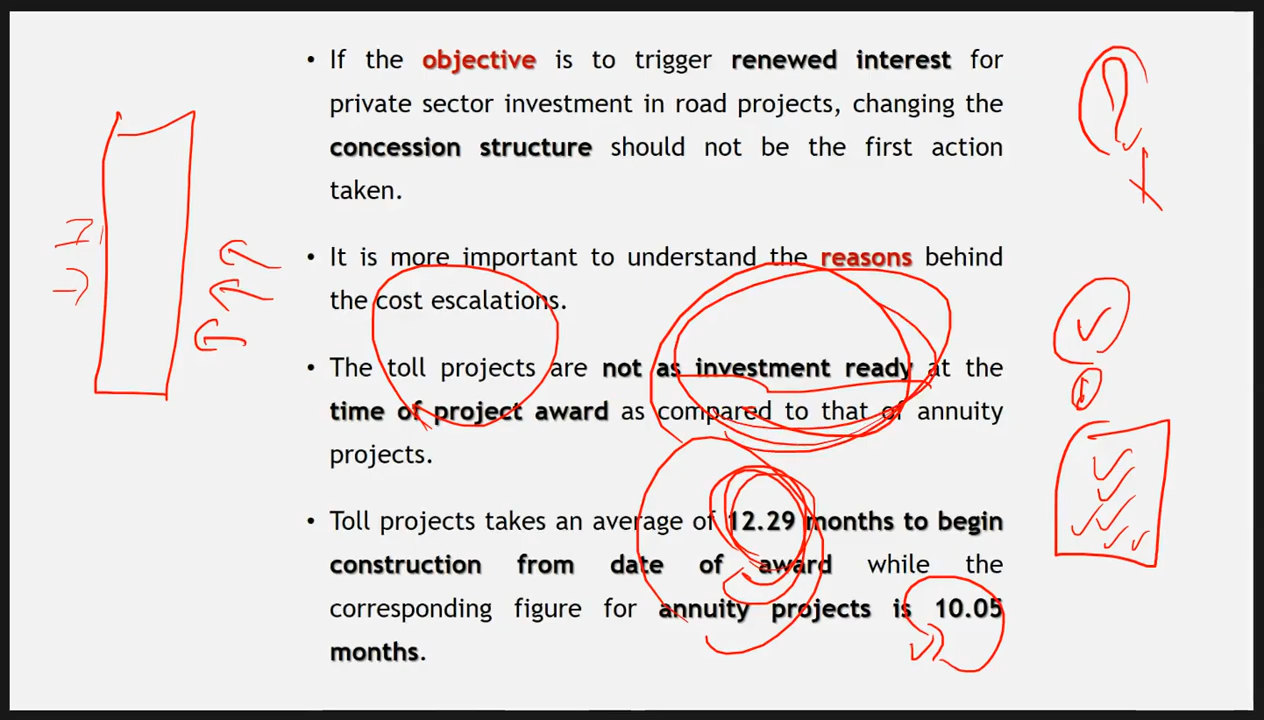 • If the objective is to trigger renewed interest for
private sector investment in road projects, changing the
concession structure should not be the first action
taken.
• It is more important to understand the reasons behind
the cost escalations.
• The toll projects are not as investment ready at the
time of project award as compared to that of annuity
projects.
• Toll projects takes an average of 12.29 months to begin
construction from date of award while the
corresponding figure for annuity projects is 10.05
months.